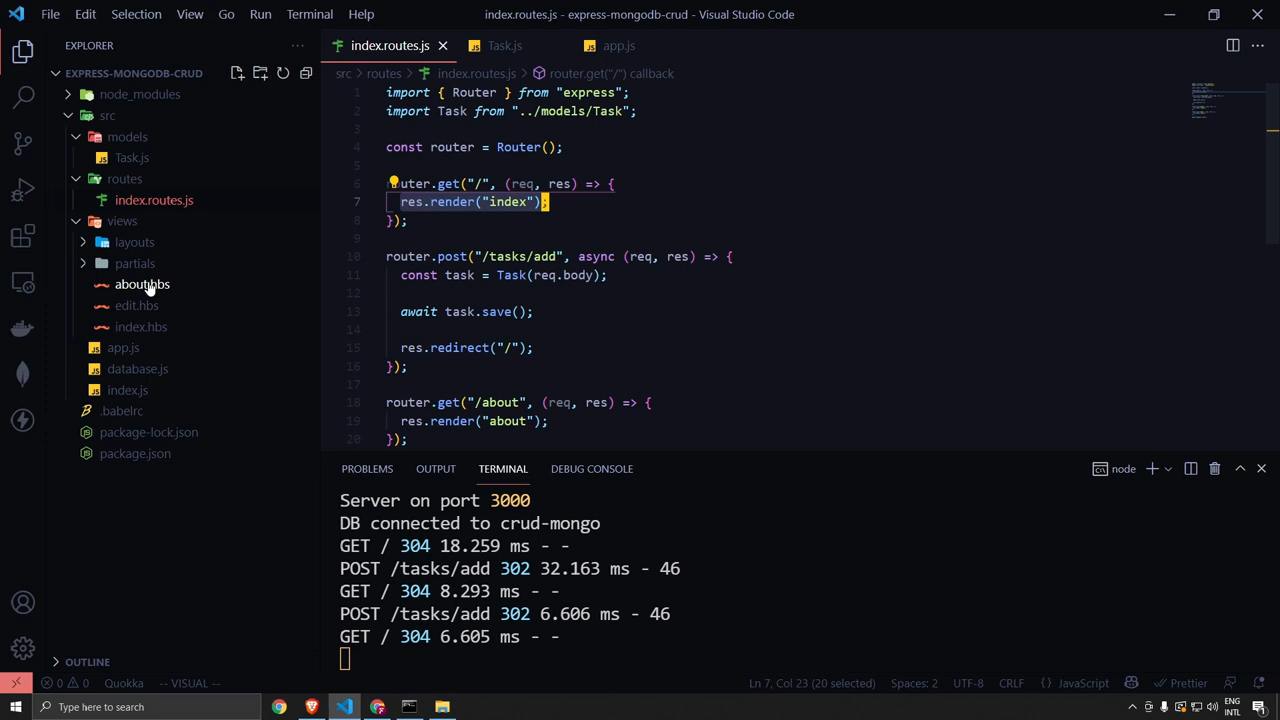 File Edit Selection View Go Run Terminal Help
index.routes.js - express-mongodb-crud - Visual Studio Code
EXPLORER
EXPRESS-MONGODB-CRUD
node_modules
src
models
Task.js
routes
index.routes.js
views
layouts
partials
about.hbs
edit.hbs
index.hbs
app.js
database.js
index.js
.babelrc
package-lock.json
package.json
OUTLINE
index.routes.js Task.js app.js
src > routes > index.routes.js > router.get("/") callback
1 import { Router } from "express";
2 import Task from "../models/Task";
3
4 const router = Router();
5
6 router.get("/", (req, res) => {
7 res.render("index");
8 });
9
10 router.post("/tasks/add", async (req, res) => {
11 const task = Task(req.body);
12
13 await task.save();
14
15 res.redirect("/");
16 });
17
18 router.get("/about", (req, res) => {
19 res.render("about");
20 });
PROBLEMS OUTPUT TERMINAL DEBUG CONSOLE
node
Server on port 3000
DB connected to crud-mongo
GET / 304 18.259 ms - -
POST /tasks/add 302 32.163 ms - 46
GET / 304 8.293 ms - -
POST /tasks/add 302 6.606 ms - 46
GET / 304 6.605 ms - -
0 0 Quokka -- VISUAL -- Ln 7, Col 23 (20 selected) Spaces: 2 UTF-8 CRLF {} JavaScript Prettier
Type here to search
ENG
INTL